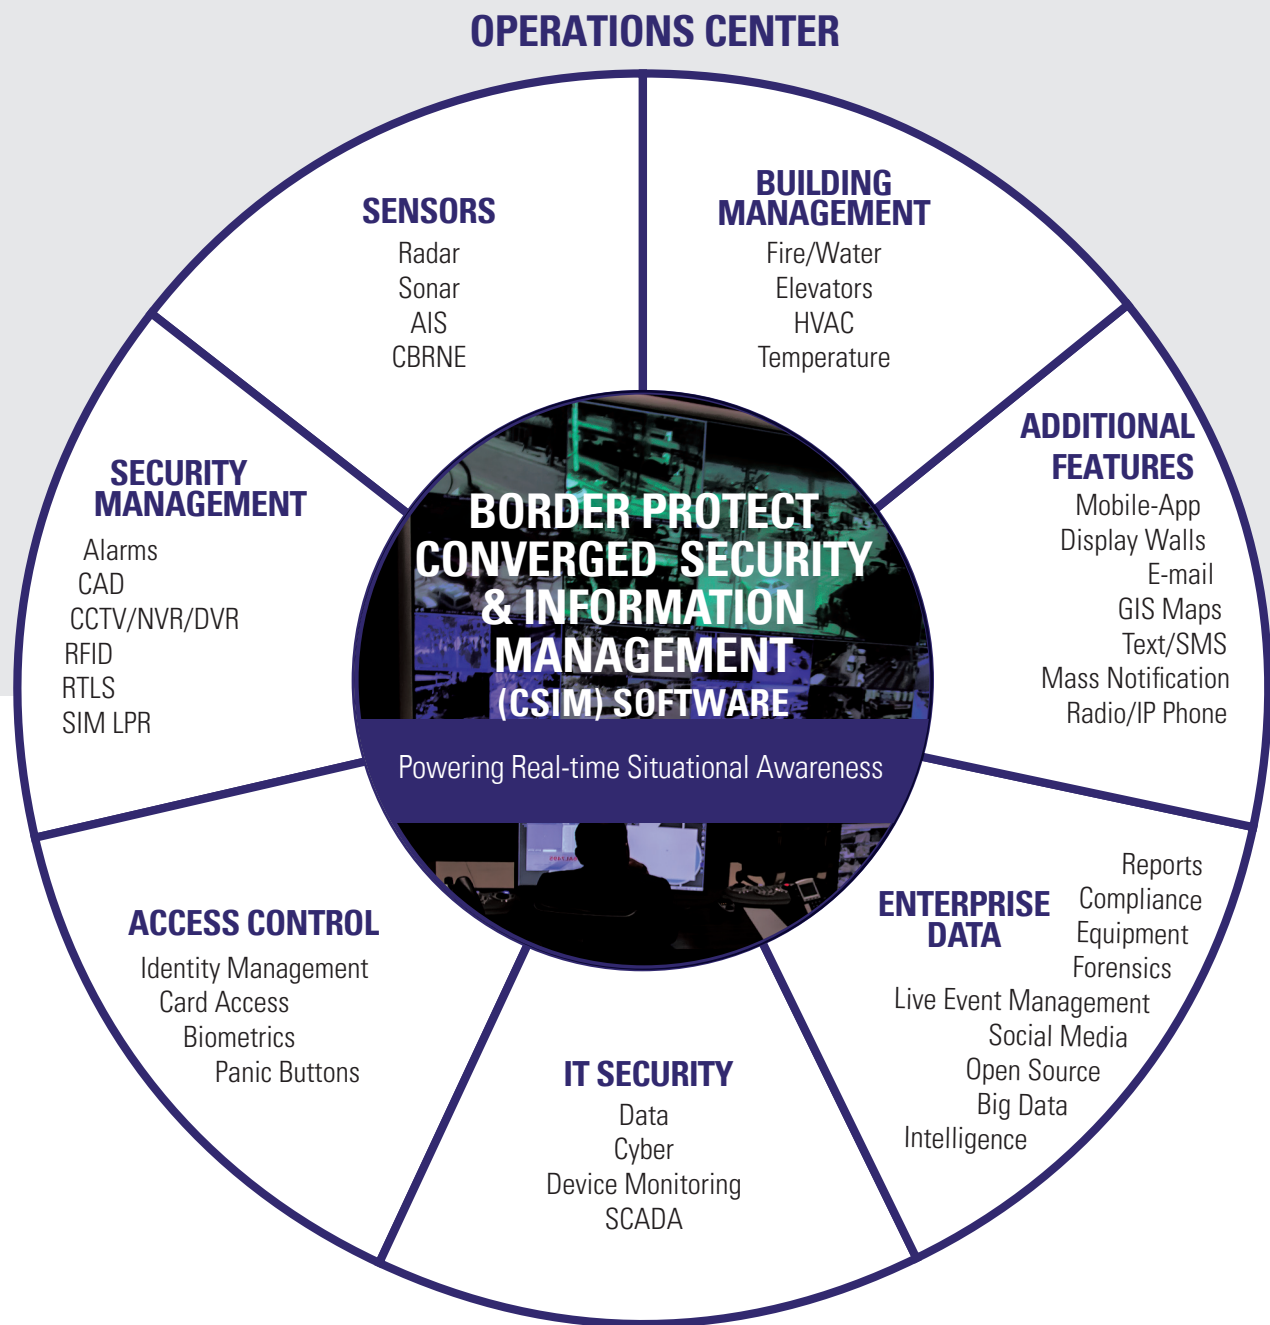 OPERATIONS CENTER
SENSORS
Radar
Sonar
AIS
CBRNE
BUILDING
MANAGEMENT
Fire/Water
Elevators
HVAC
Temperature
ADDITIONAL
FEATURES
Mobile-App
Display Walls
E-mail
GIS Maps
Text/SMS
Mass Notification
Radio/IP Phone
SECURITY
MANAGEMENT
Alarms
CAD
CCTV/NVR/DVR
RFID
RTLS
SIM LPR
BORDER PROTECT
CONVERGED SECURITY
& INFORMATION
MANAGEMENT
(CSIM) SOFTWARE
Powering Real-time Situational Awareness
ENTERPRISE
DATA
Reports
Compliance
Equipment
Forensics
Live Event Management
Social Media
Open Source
Big Data
Intelligence
ACCESS CONTROL
Identity Management
Card Access
Biometrics
Panic Buttons
IT SECURITY
Data
Cyber
Device Monitoring
SCADA